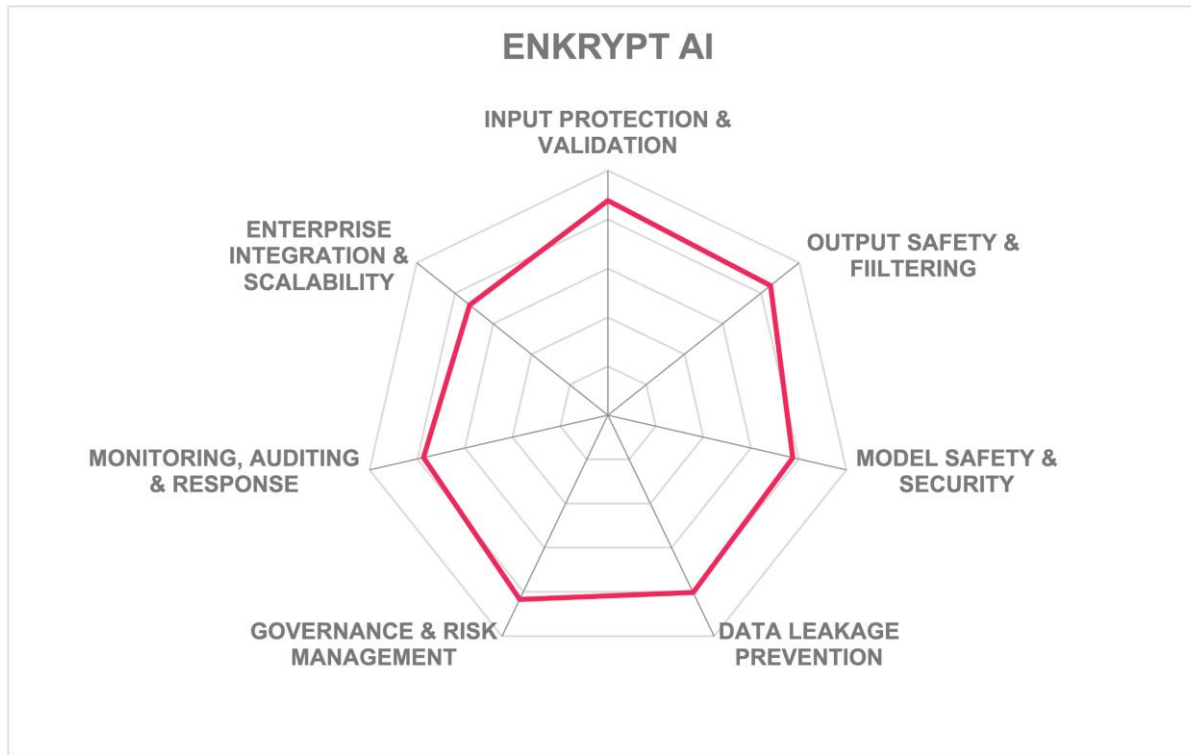 ENKRYPT AI
INPUT PROTECTION &
VALIDATION
OUTPUT SAFETY &
FIILTERING
MODEL SAFETY &
SECURITY
DATA LEAKAGE
PREVENTION
GOVERNANCE & RISK
MANAGEMENT
MONITORING, AUDITING
& RESPONSE
ENTERPRISE
INTEGRATION &
SCALABILITY